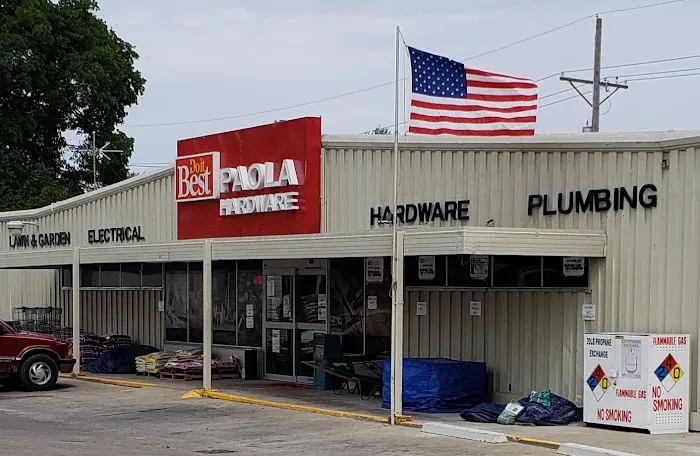 Do it
Best
PAOLA
HARDWARE
LAWN & GARDEN
ELECTRICAL
HARDWARE
PLUMBING
20LB PROPANE
EXCHANGE
FLAMMABLE GAS
NO SMOKING
FLAMMABLE GAS
NO
SMOKING